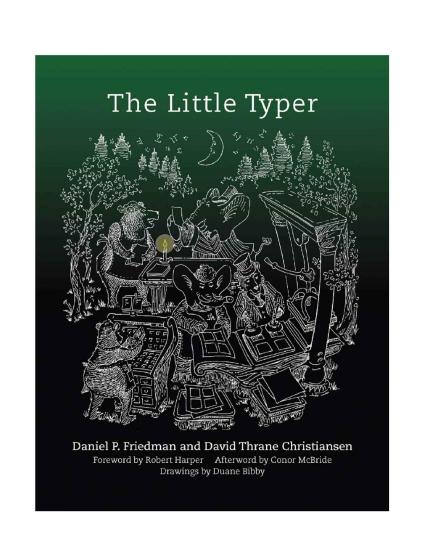 The Little Typer
Daniel P. Friedman and David Thrane Christiansen
Foreword by Robert Harper Afterword by Conor McBride
Drawings by Duane Bibby